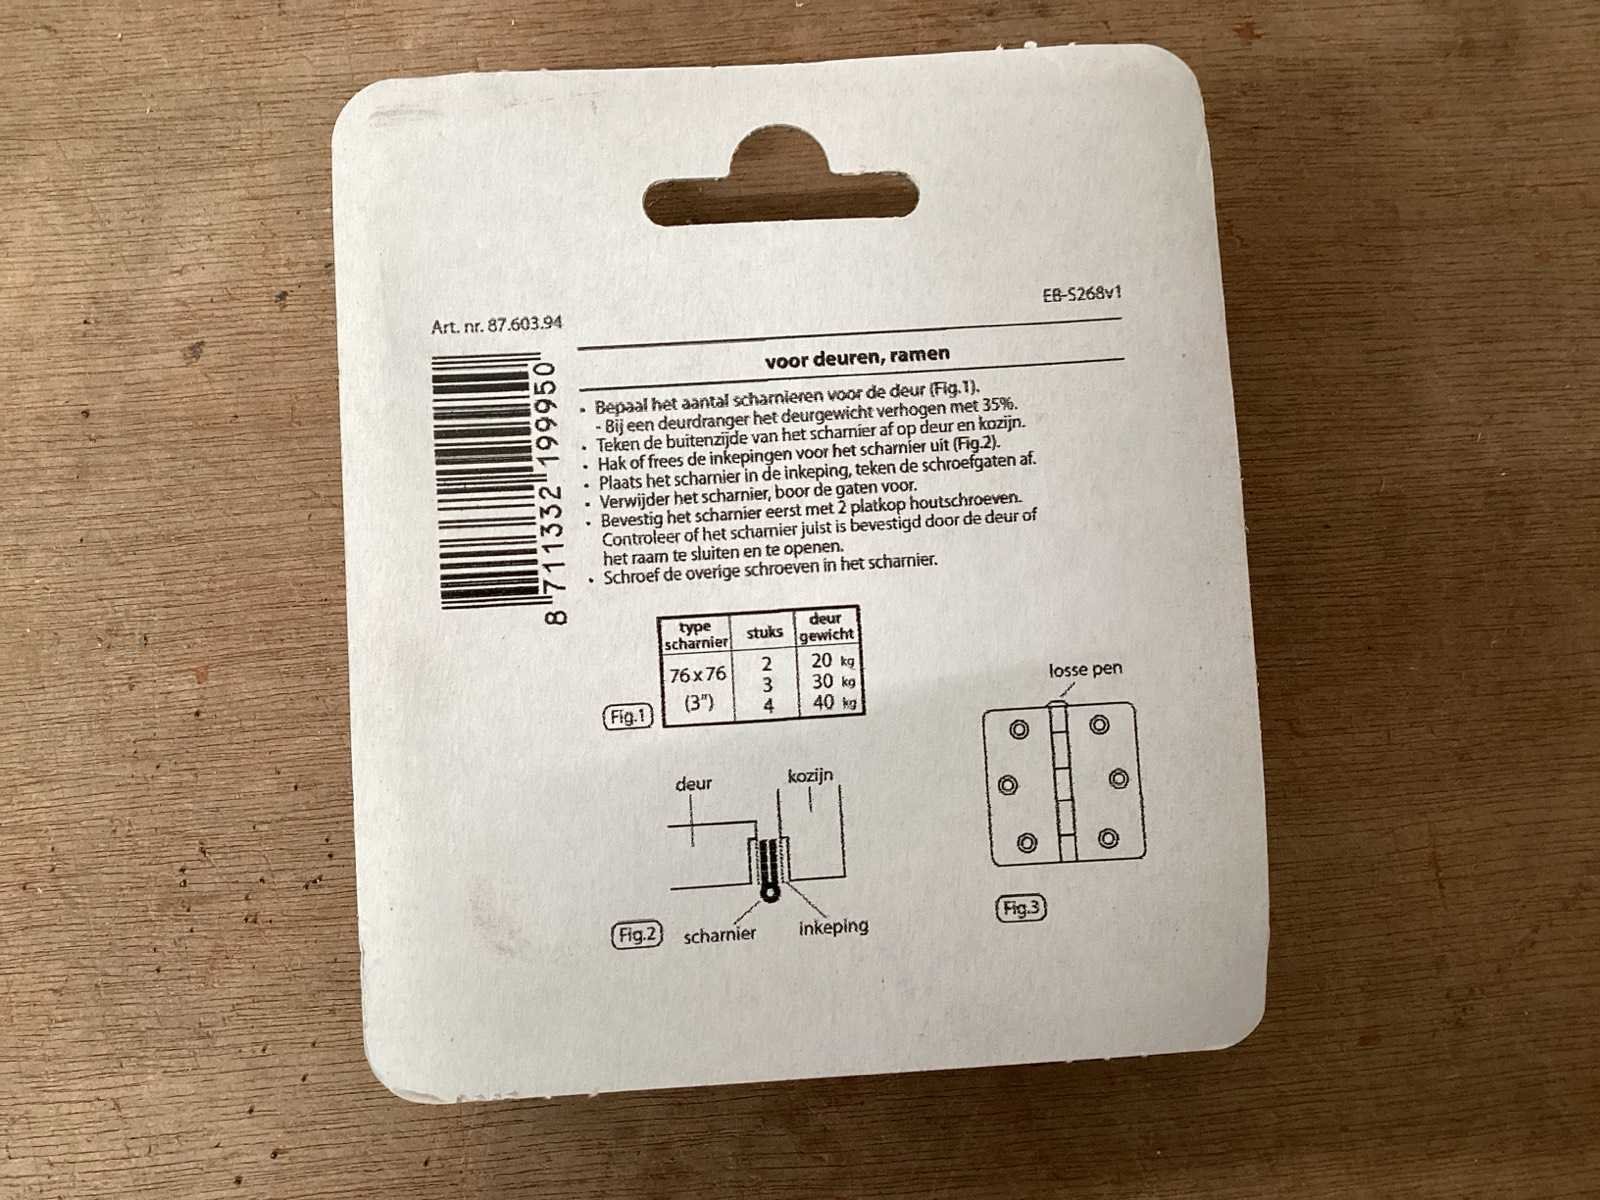 EB-S268v1
Art. nr. 87.603.94
8 711332 199950
voor deuren, ramen
• Bepaal het aantal scharnieren voor de deur (Fig.1).
- Bij een deurdranger het deurgewicht verhogen met 35%.
• Teken de buitenzijde van het scharnier af op deur en kozijn.
• Hak of frees de inkepingen voor het scharnier uit (Fig.2).
• Plaats het scharnier in de inkeping, teken de schroefgaten af.
• Verwijder het scharnier, boor de gaten voor.
• Bevestig het scharnier eerst met 2 platkop houtschroeven.
Controleer of het scharnier juist is bevestigd door de deur of
het raam te sluiten en te openen.
• Schroef de overige schroeven in het scharnier.
type scharnier stuks deur gewicht
76 x 76 (3") 2 20 kg
3 30 kg
4 40 kg
Fig.1
deur
kozijn
scharnier
inkeping
Fig.2
losse pen
Fig.3